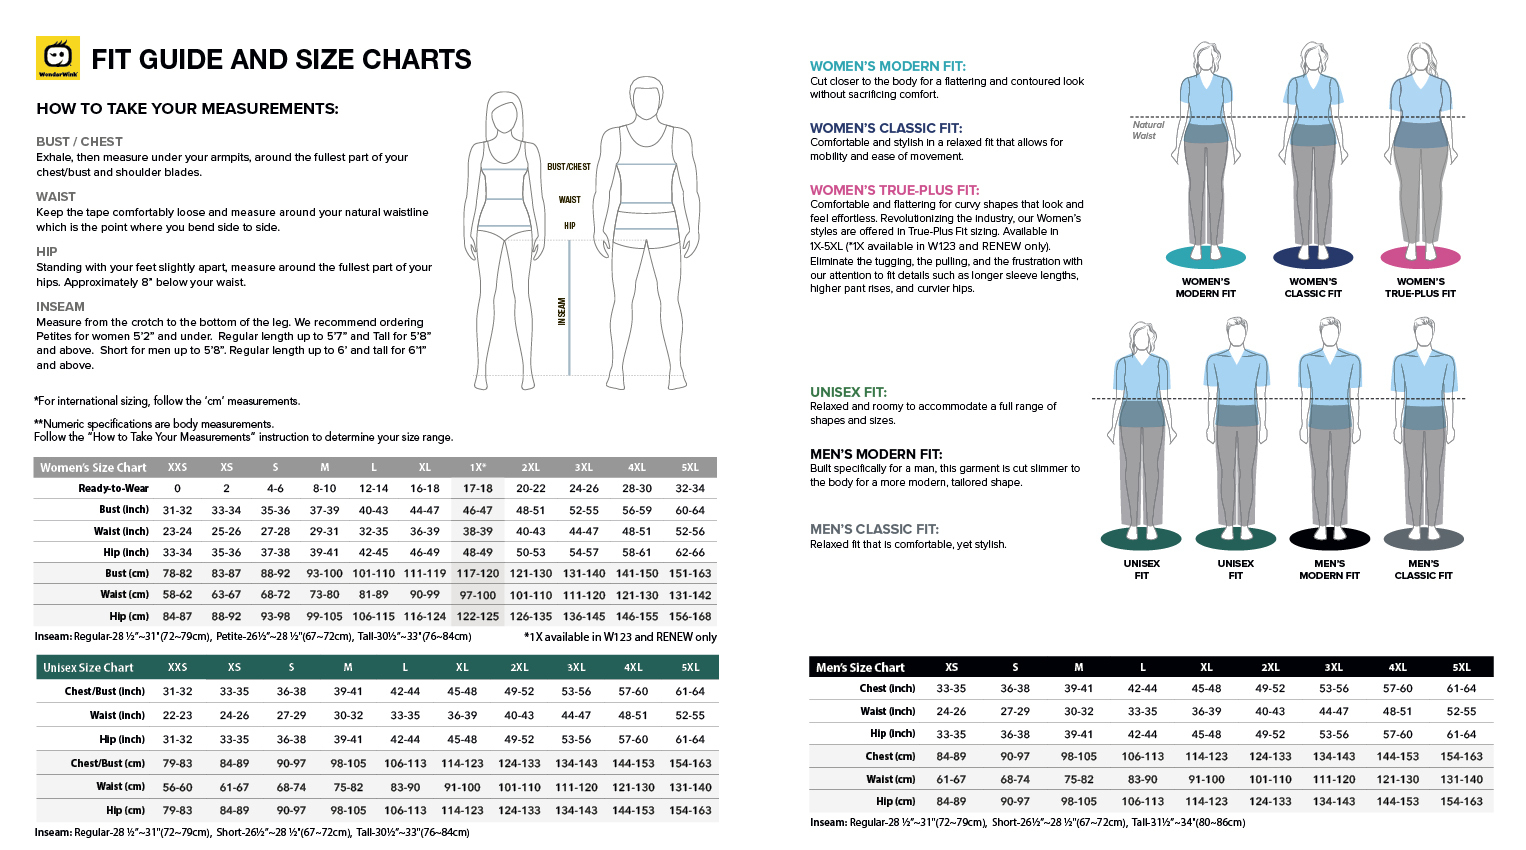 WonderWink
FIT GUIDE AND SIZE CHARTS
HOW TO TAKE YOUR MEASUREMENTS:
BUST / CHEST
Exhale, then measure under your armpits, around the fullest part of your
chest/bust and shoulder blades.
WAIST
Keep the tape comfortably loose and measure around your natural waistline
which is the point where you bend side to side.
HIP
Standing with your feet slightly apart, measure around the fullest part of your
hips. Approximately 8" below your waist.
INSEAM
Measure from the crotch to the bottom of the leg. We recommend ordering
Petites for women 5'2" and under.  Regular length up to 5'7" and Tall for 5'8"
and above.  Short for men up to 5'8". Regular length up to 6' and tall for 6'1"
and above.
*For international sizing, follow the 'cm' measurements.
**Numeric specifications are body measurements.
Follow the "How to Take Your Measurements" instruction to determine your size range.
BUST/CHEST
WAIST
HIP
INSEAM
Women's Size Chart XXS XS S M L XL 1X* 2XL 3XL 4XL 5XL
Ready-to-Wear 0 2 4-6 8-10 12-14 16-18 17-18 20-22 24-26 28-30 32-34
Bust (inch) 31-32 33-34 35-36 37-39 40-43 44-47 46-47 48-51 52-55 56-59 60-64
Waist (inch) 23-24 25-26 27-28 29-31 32-35 36-39 38-39 40-43 44-47 48-51 52-56
Hip (inch) 33-34 35-36 37-38 39-41 42-45 46-49 48-49 50-53 54-57 58-61 62-66
Bust (cm) 78-82 83-87 88-92 93-100 101-110 111-119 117-120 121-130 131-140 141-150 151-163
Waist (cm) 58-62 63-67 68-72 73-80 81-89 90-99 97-100 101-110 111-120 121-130 131-142
Hip (cm) 84-87 88-92 93-98 99-105 106-115 116-124 122-125 126-135 136-145 146-155 156-168
Inseam: Regular-28 ½"~31"(72~79cm), Petite-26½"~28 ½"(67~72cm), Tall-30½"~33"(76~84cm)
*1X available in W123 and RENEW only
Unisex Size Chart XXS XS S M L XL 2XL 3XL 4XL 5XL
Chest/Bust (inch) 31-32 33-35 36-38 39-41 42-44 45-48 49-52 53-56 57-60 61-64
Waist (inch) 22-23 24-26 27-29 30-32 33-35 36-39 40-43 44-47 48-51 52-55
Hip (inch) 31-32 33-35 36-38 39-41 42-44 45-48 49-52 53-56 57-60 61-64
Chest/Bust (cm) 79-83 84-89 90-97 98-105 106-113 114-123 124-133 134-143 144-153 154-163
Waist (cm) 56-60 61-67 68-74 75-82 83-90 91-100 101-110 111-120 121-130 131-140
Hip (cm) 79-83 84-89 90-97 98-105 106-113 114-123 124-133 134-143 144-153 154-163
Inseam: Regular-28 ½"~31"(72~79cm), Short-26½"~28 ½"(67~72cm), Tall-30½"~33"(76~84cm)
WOMEN'S MODERN FIT:
Cut closer to the body for a flattering and contoured look
without sacrificing comfort.
WOMEN'S CLASSIC FIT:
Comfortable and stylish in a relaxed fit that allows for
mobility and ease of movement.
WOMEN'S TRUE-PLUS FIT:
Comfortable and flattering for curvy shapes that look and
feel effortless. Revolutionizing the industry, our Women's
styles are offered in True-Plus Fit sizing. Available in
1X-5XL (*1X available in W123 and RENEW only).
Eliminate the tugging, the pulling, and the frustration with
our attention to fit details such as longer sleeve lengths,
higher pant rises, and curvier hips.
Natural
Waist
WOMEN'S
MODERN FIT
WOMEN'S
CLASSIC FIT
WOMEN'S
TRUE-PLUS FIT
UNISEX FIT:
Relaxed and roomy to accommodate a full range of
shapes and sizes.
MEN'S MODERN FIT:
Built specifically for a man, this garment is cut slimmer to
the body for a more modern, tailored shape.
MEN'S CLASSIC FIT:
Relaxed fit that is comfortable, yet stylish.
UNISEX
FIT
UNISEX
FIT
MEN'S
MODERN FIT
MEN'S
CLASSIC FIT
Men's Size Chart XS S M L XL 2XL 3XL 4XL 5XL
Chest (inch) 33-35 36-38 39-41 42-44 45-48 49-52 53-56 57-60 61-64
Waist (inch) 24-26 27-29 30-32 33-35 36-39 40-43 44-47 48-51 52-55
Hip (inch) 33-35 36-38 39-41 42-44 45-48 49-52 53-56 57-60 61-64
Chest (cm) 84-89 90-97 98-105 106-113 114-123 124-133 134-143 144-153 154-163
Waist (cm) 61-67 68-74 75-82 83-90 91-100 101-110 111-120 121-130 131-140
Hip (cm) 84-89 90-97 98-105 106-113 114-123 124-133 134-143 144-153 154-163
Inseam: Regular-28 ½"~31"(72~79cm), Short-26½"~28 ½"(67~72cm), Tall-31½"~34"(80~86cm)